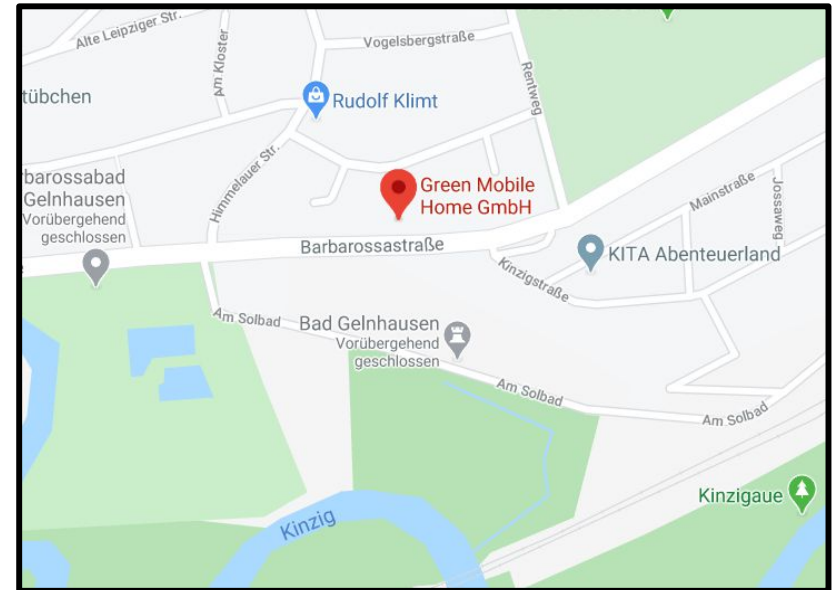 Alte Leipziger Str.
Am Kloster
Vogelsbergstraße
Rentweg
tübchen
Rudolf Klimt
Himmelauer Str.
barossabad
Gelnhausen
Vorübergehend
geschlossen
Green Mobile
Home GmbH
Mainstraße
Jossaweg
Barbarossastraße
KITA Abenteuerland
Kinzigstraße
Am Solbad
Bad Gelnhausen
Vorübergehend
geschlossen
Am Solbad
Am Solbad
Kinzigaue
Kinzig